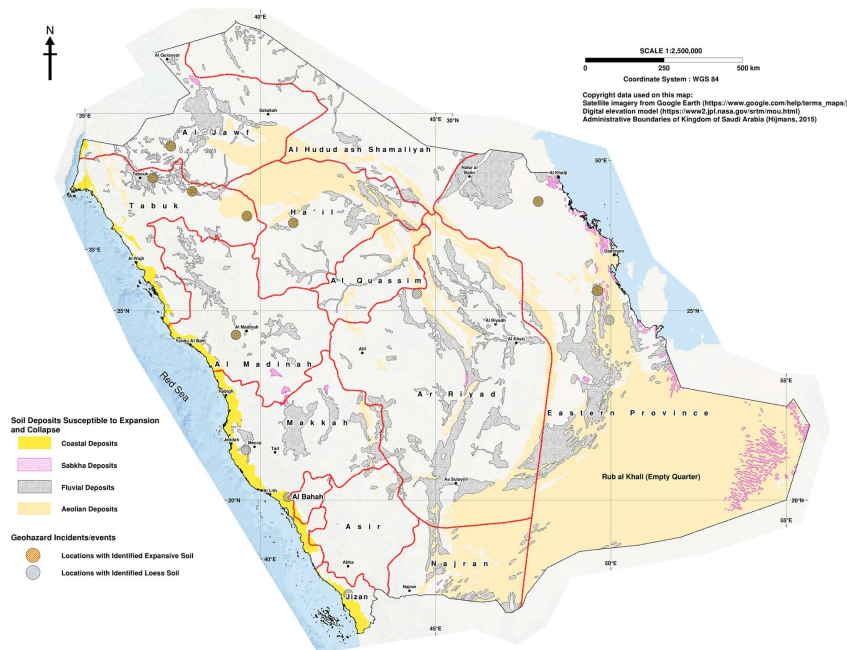 40°E
N
Al Qurayyat
SCALE 1:2,500,000
0 250 500 km
Coordinate System : WGS 84
Copyright data used on this map:
Satellite imagery from Google Earth (https://www.google.com/help/terms_maps/)
Digital elevation model (https://www2.jpl.nasa.gov/srtm/mou.html)
Administrative Boundaries of Kingdom of Saudi Arabia (Hijmans, 2015)
35°E
Sakakah
45°E
30°N
Al Jawf
Al Hudud ash Shamaliyah
50°E
Hafar al
Batin
Al Khafji
Tabouk
Tabuk
Ha'il
35°E
Al Wajh
Dammam
Al Quassim
25°E
25°N
Al Madinah
Al Riyadh
Yanbu Al Bahr
Al Kharj
Afif
Al Madinah
Red Sea
Rabigh
Ar Riyad
55°E
Soil Deposits Susceptible to Expansion
and Collapse
Makkah
Eastern Province
Coastal Deposits
Jeddah
Mecca
Taif
Sabkha Deposits
Rub al Khali (Empty Quarter)
Fluvial Deposits
As Sulayyil
Al Lith
Al Bahah
20°N
20°N
Aeolian Deposits
55°E
'Asir
Geohazard Incidents/events
Locations with Identified Expansive Soil
40°E
Abha
Najran
50°E
Locations with Identified Loess Soil
Najran
Jizan
45°E